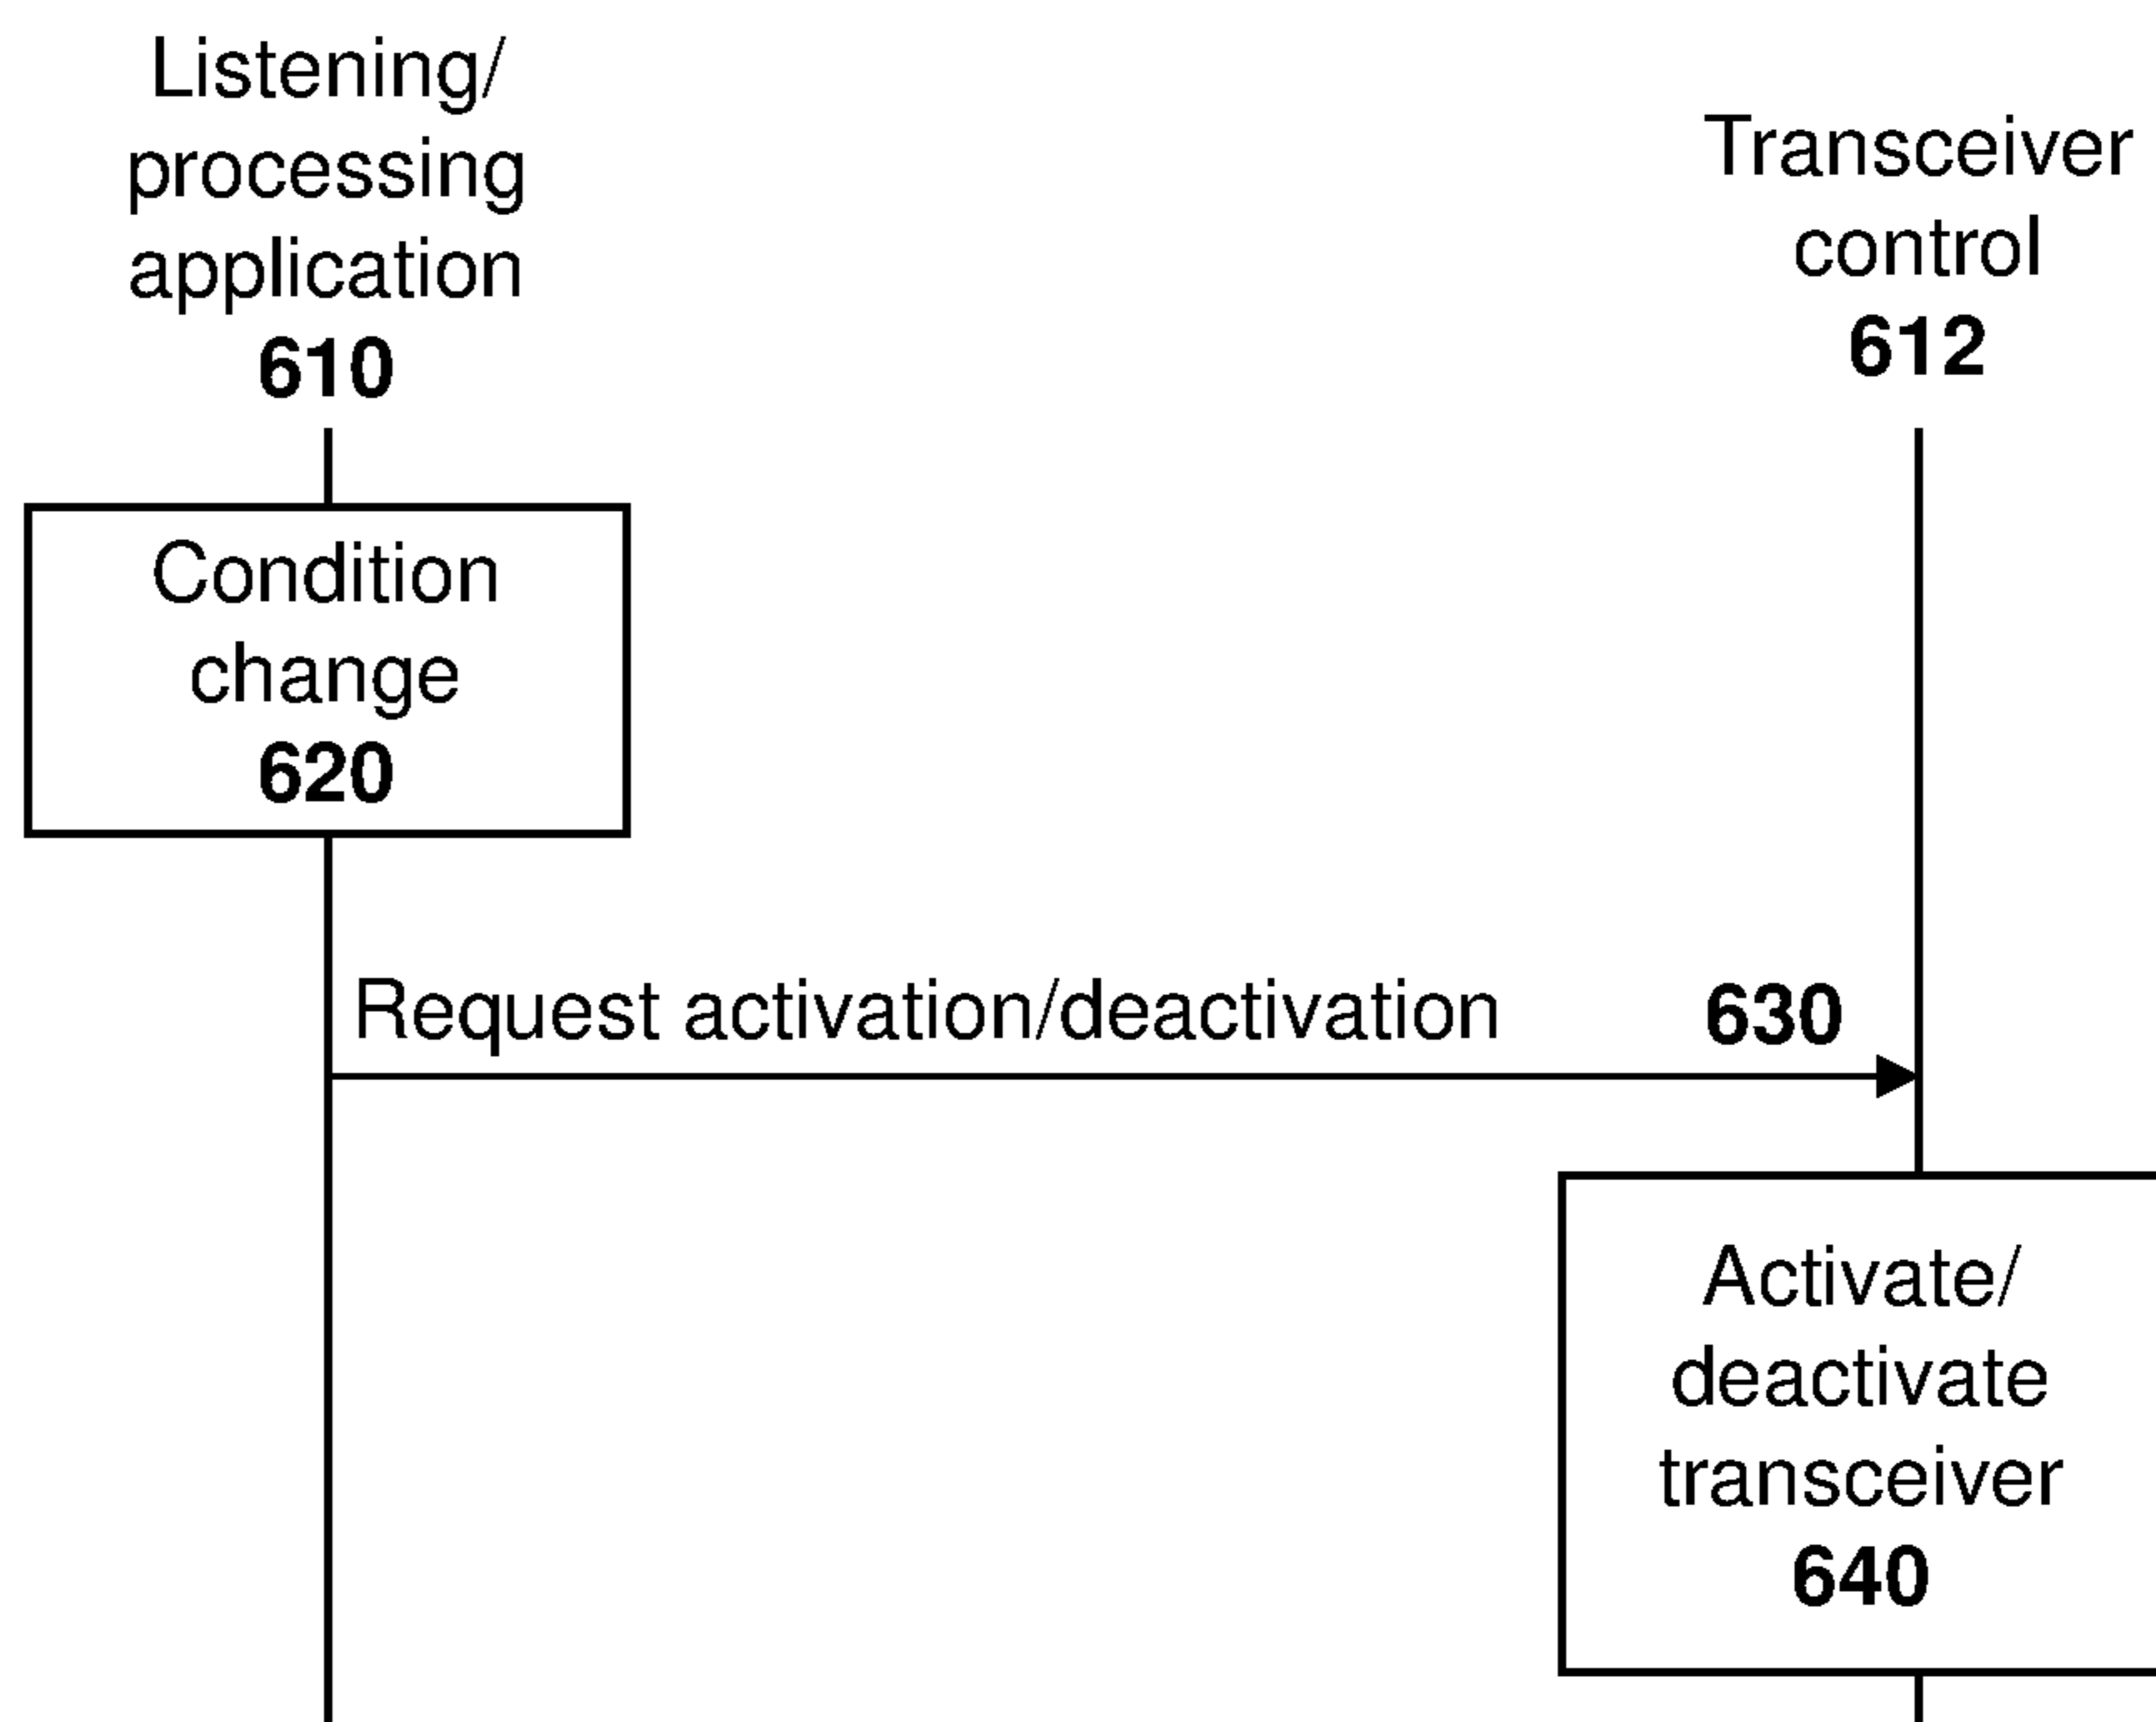 Listening/
processing
application
610
Transceiver
control
612
Condition
change
620
Request activation/deactivation 630
Activate/
deactivate
transceiver
640